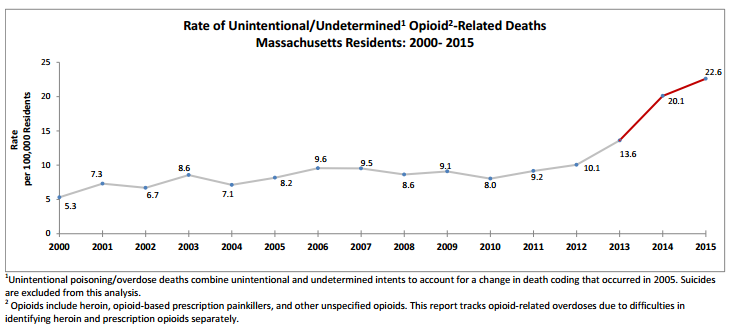 Rate of Unintentional/Undetermined¹ Opioid²-Related Deaths
Massachusetts Residents: 2000- 2015
Rate
per 100,000 Residents
25
20
15
10
5
0
5.3
7.3
6.7
8.6
7.1
8.2
9.6
9.5
8.6
9.1
8.0
9.2
10.1
13.6
20.1
22.6
2000 2001 2002 2003 2004 2005 2006 2007 2008 2009 2010 2011 2012 2013 2014 2015
¹Unintentional poisoning/overdose deaths combine unintentional and undetermined intents to account for a change in death coding that occurred in 2005. Suicides
are excluded from this analysis.
² Opioids include heroin, opioid-based prescription painkillers, and other unspecified opioids. This report tracks opioid-related overdoses due to difficulties in
identifying heroin and prescription opioids separately.